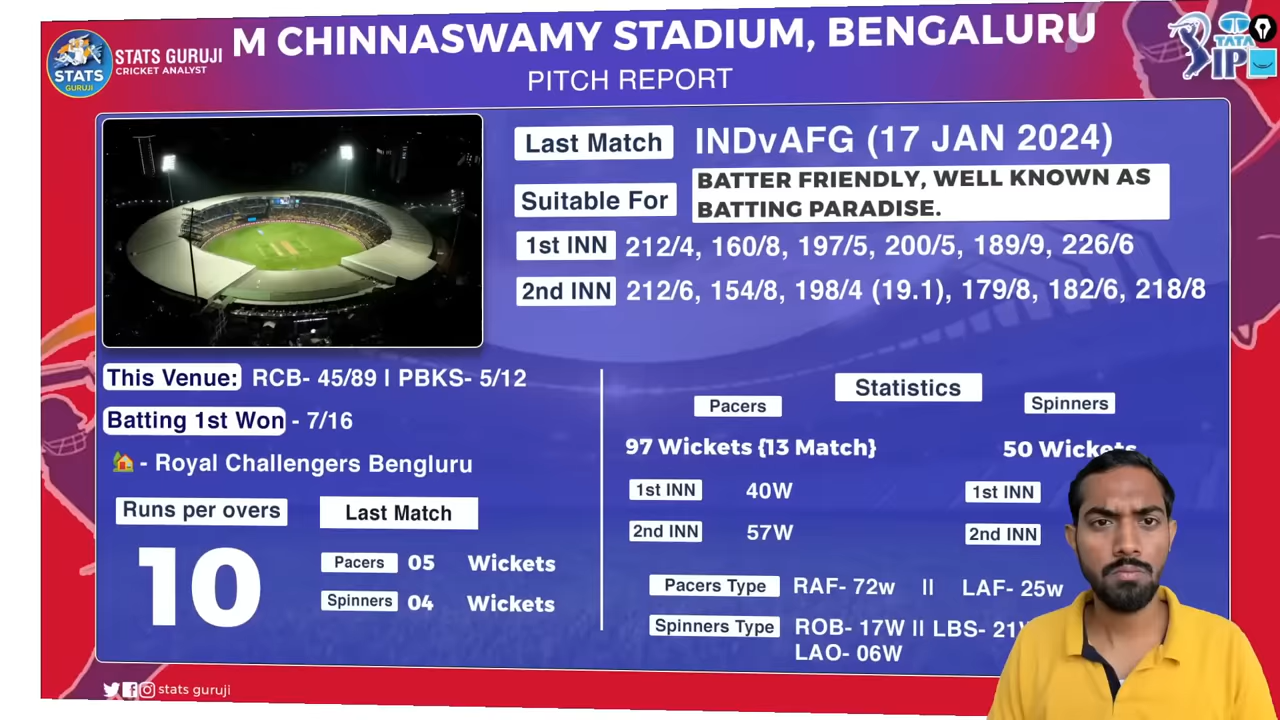 STATS GURUJI
CRICKET ANALYST
STATS
GURUJI
M CHINNASWAMY STADIUM, BENGALURU
PITCH REPORT
TATA
IPL
Last Match INDvAFG (17 JAN 2024)
Suitable For BATTER FRIENDLY, WELL KNOWN AS
BATTING PARADISE.
1st INN 212/4, 160/8, 197/5, 200/5, 189/9, 226/6
2nd INN 212/6, 154/8, 198/4 (19.1), 179/8, 182/6, 218/8
This Venue: RCB- 45/89 | PBKS- 5/12
Batting 1st Won - 7/16
- Royal Challengers Bengluru
Runs per overs
10
Last Match
Pacers 05 Wickets
Spinners 04 Wickets
Statistics
Pacers
97 Wickets {13 Match}
1st INN 40W
2nd INN 57W
Spinners
50 Wickets
1st INN
2nd INN
Pacers Type RAF- 72w || LAF- 25w
Spinners Type ROB- 17W || LBS- 21
LAO- 06W
stats guruji